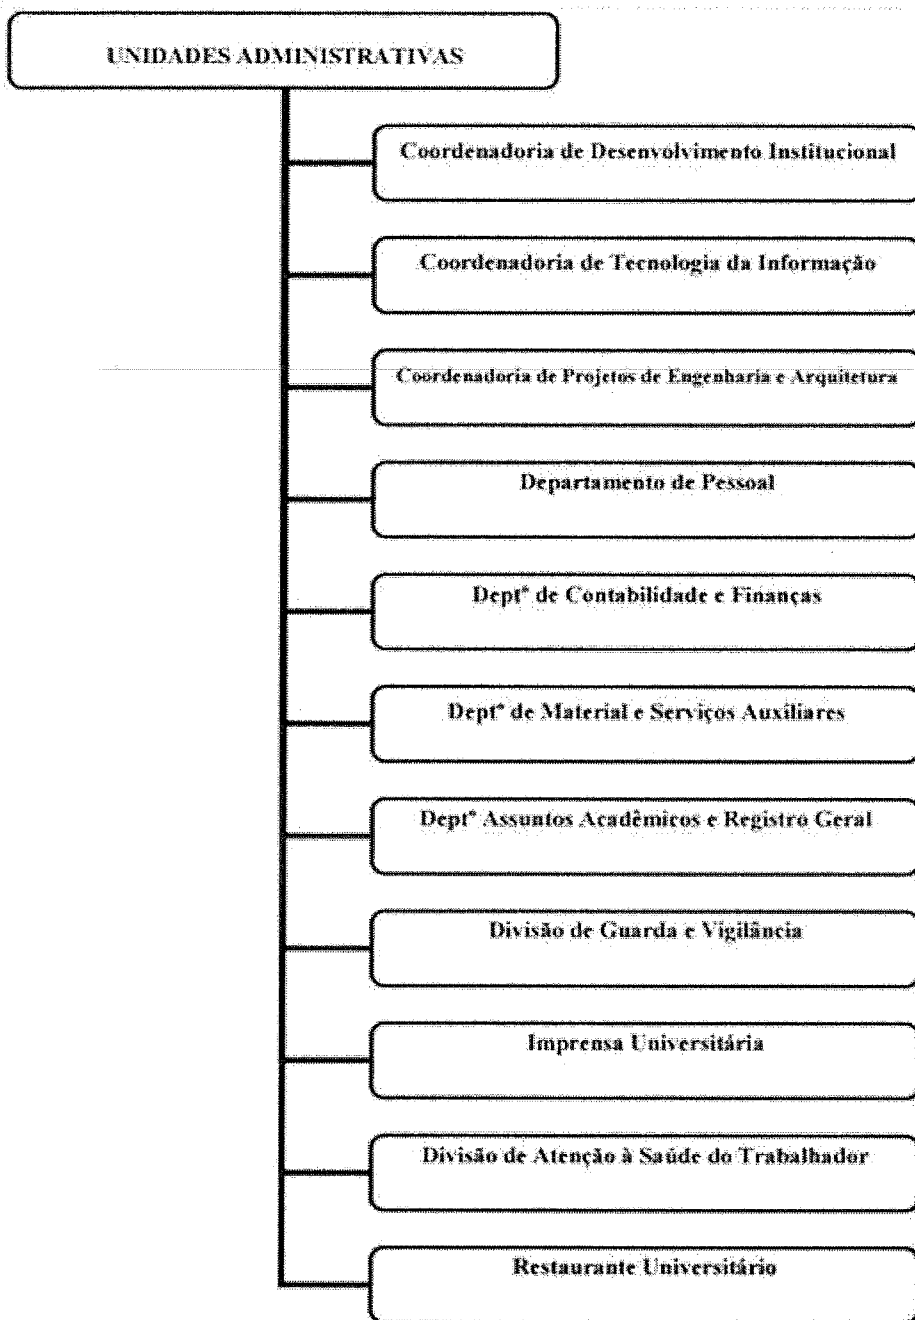 UNIDADES ADMINISTRATIVAS
Coordenadoria de Desenvolvimento Institucional
Coordenadoria de Tecnologia da Informação
Coordenadoria de Projetos de Engenharia e Arquitetura
Departamento de Pessoal
Deptº de Contabilidade e Finanças
Deptº de Material e Serviços Auxiliares
Deptº Assuntos Acadêmicos e Registro Geral
Divisão de Guarda e Vigilância
Imprensa Universitária
Divisão de Atenção à Saúde do Trabalhador
Restaurante Universitário